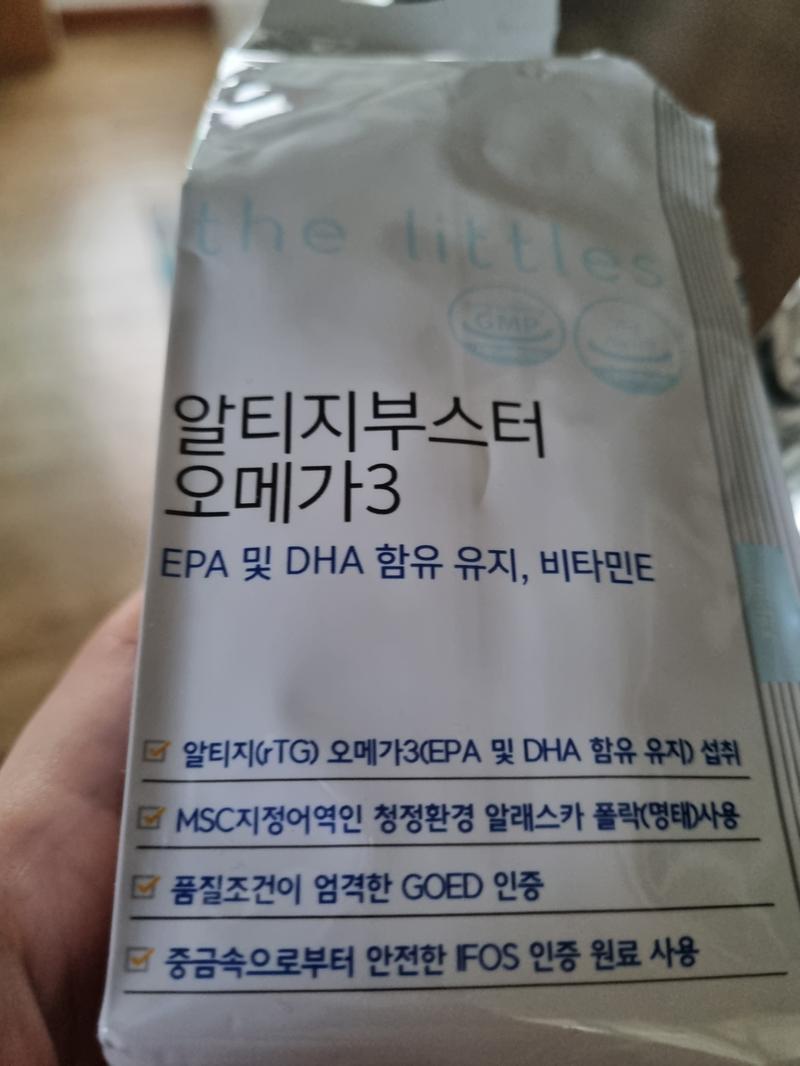 the littles
GMP
알티지부스터
오메가3
EPA 및 DHA 함유 유지, 비타민E
알티지(rTG) 오메가3(EPA 및 DHA 함유 유지) 섭취
MSC지정어역인 청정환경 알래스카 폴락(명태)사용
품질조건이 엄격한 GOED 인증
중금속으로부터 안전한 IFOS 인증 원료 사용